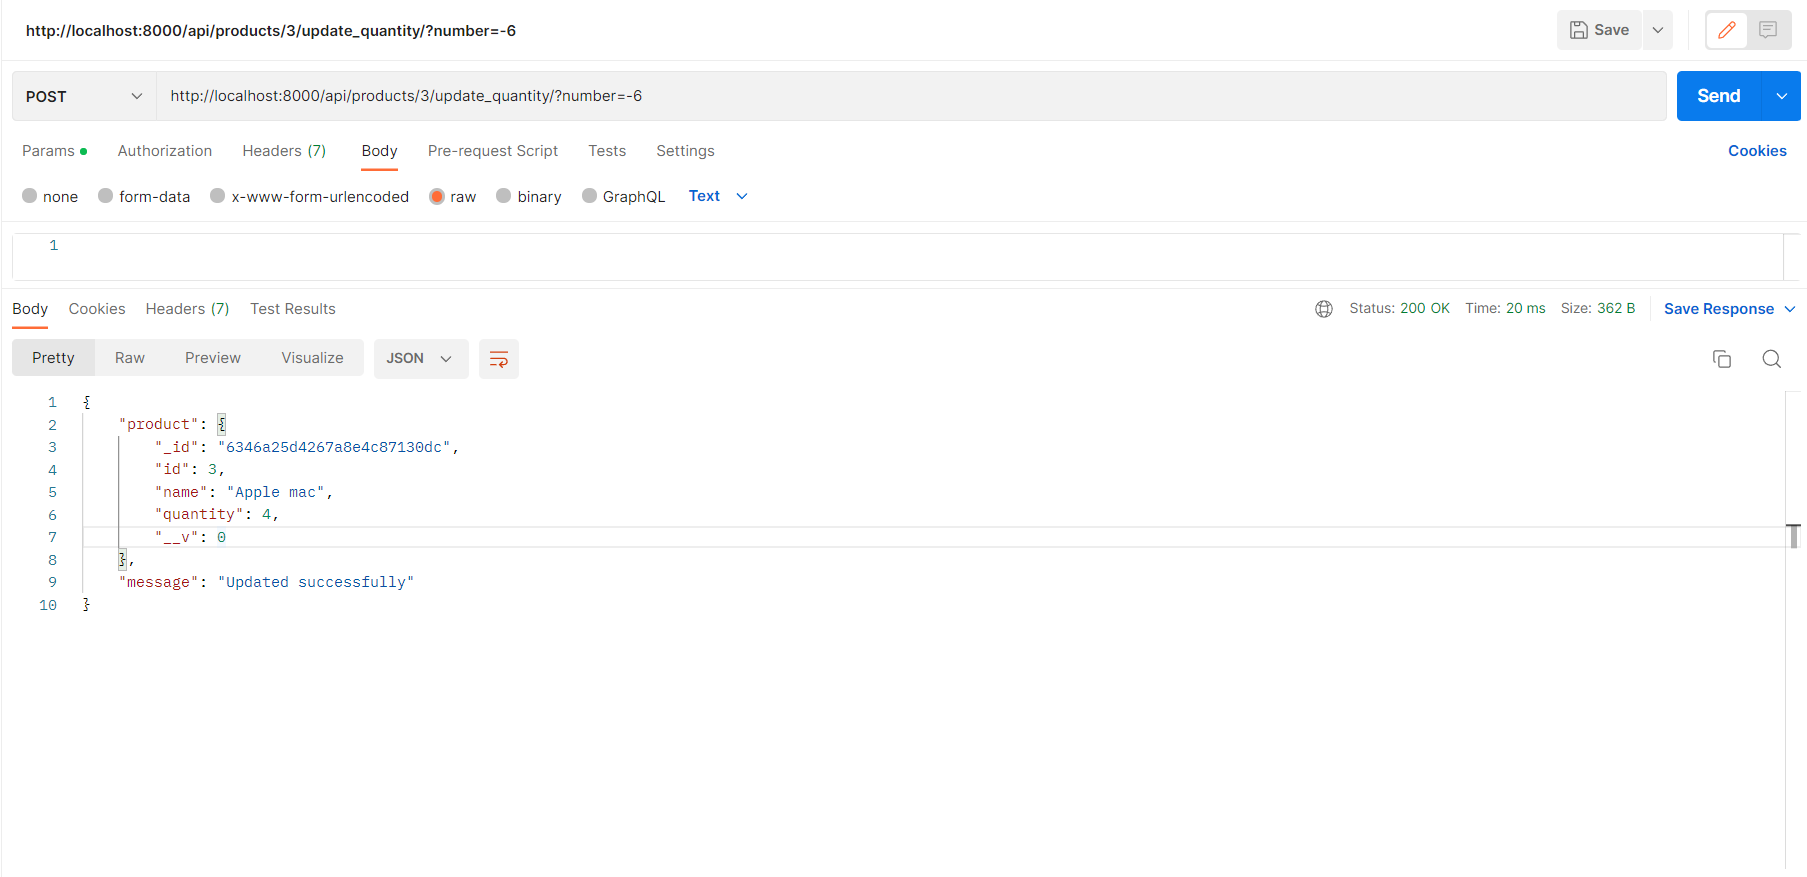 http://localhost:8000/api/products/3/update_quantity/?number=-6
Save
POST
http://localhost:8000/api/products/3/update_quantity/?number=-6
Send
Params
Authorization
Headers (7)
Body
Pre-request Script
Tests
Settings
Cookies
none
form-data
x-www-form-urlencoded
raw
binary
GraphQL
Text
1
Body
Cookies
Headers (7)
Test Results
Status: 200 OK
Time: 20 ms
Size: 362 B
Save Response
Pretty
Raw
Preview
Visualize
JSON
1 {
2 "product": {
3 "_id": "6346a25d4267a8e4c87130dc",
4 "id": 3,
5 "name": "Apple mac",
6 "quantity": 4,
7 "__v": 0
8 },
9 "message": "Updated successfully"
10 }